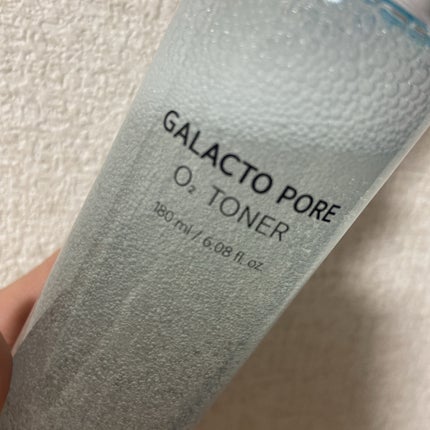 GALACTO PORE
O₂ TONER
180 ml / 6.08 fl. oz